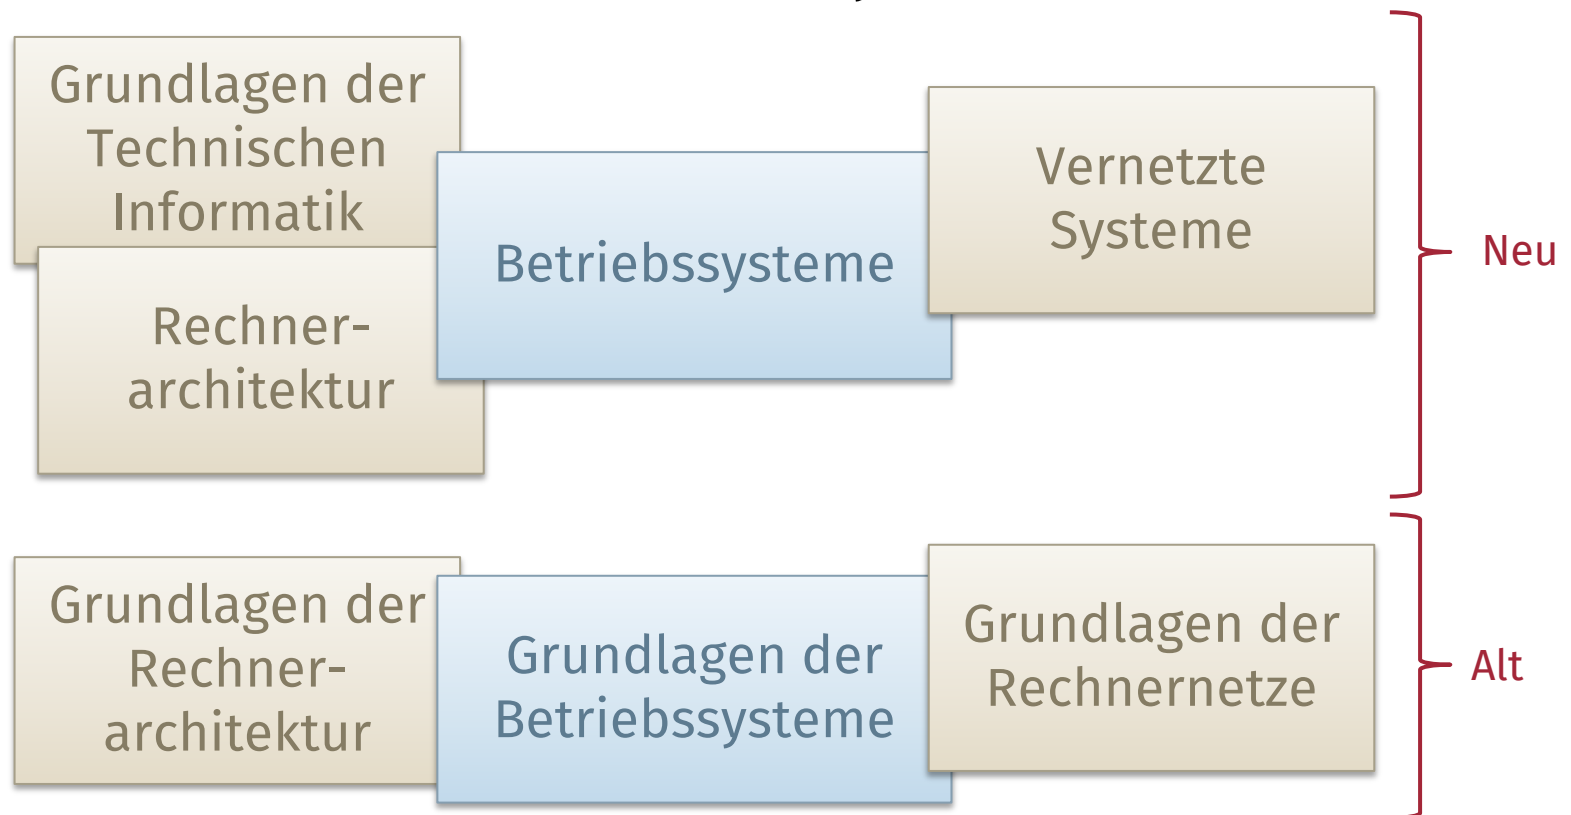 Grundlagen der
Technischen
Informatik
Rechner-
architektur
Betriebssysteme
Vernetzte
Systeme
Neu
Grundlagen der
Rechner-
architektur
Grundlagen der
Betriebssysteme
Grundlagen der
Rechnernetze
Alt